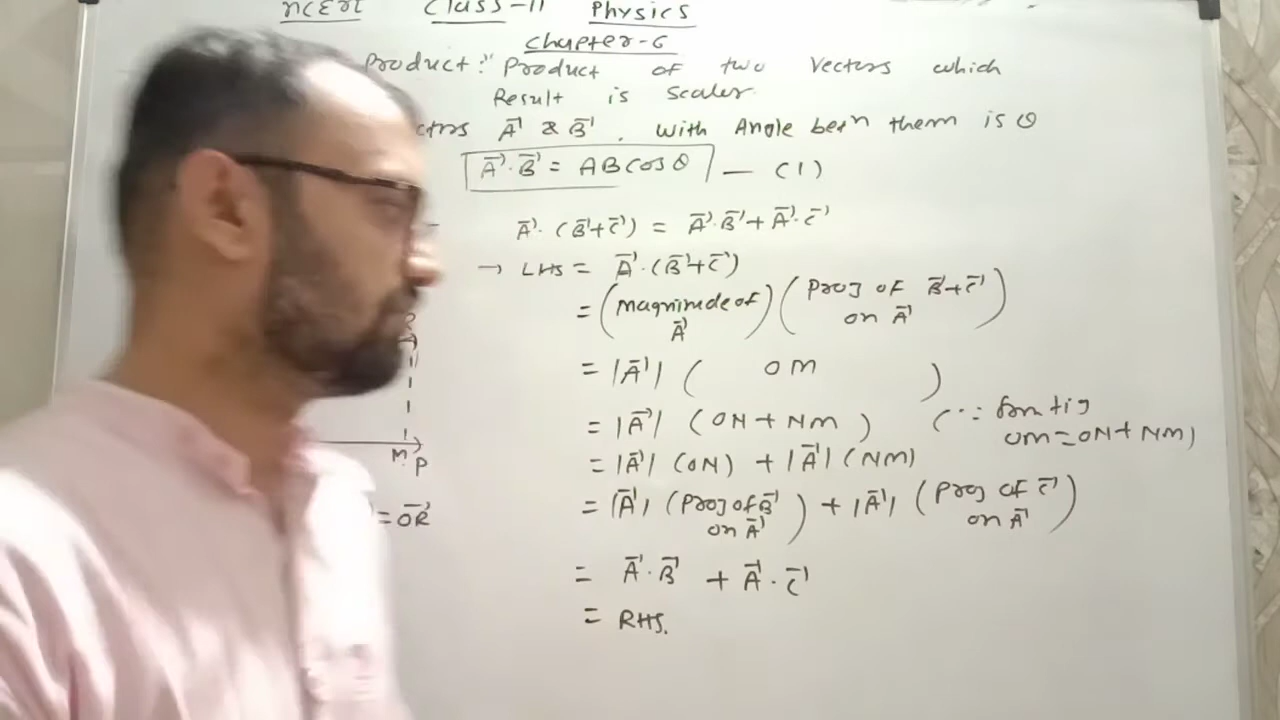 NCERT Class-11 Physics
Chapter-6
Product:" Product of two Vectors which
Result is Scaler.
ctors A⃗ & B⃗ . With Angle betn them is θ
A⃗·B⃗ = ABCosθ — (1)
A⃗·(B⃗+C⃗) = A⃗·B⃗ + A⃗·C⃗
→ LHS = A⃗·(B⃗+C⃗)
= (magnitude of A⃗) (Proj of B⃗+C⃗ on A⃗)
= |A⃗| ( OM )
= |A⃗| (ON + NM) (∵ from fig
OM = ON + NM)
= |A⃗| (ON) + |A⃗| (NM)
= |A⃗| (Proj of B⃗ on A⃗) + |A⃗| (Proj of C⃗ on A⃗)
= A⃗·B⃗ + A⃗·C⃗
= RHS.
R
M P
= OR⃗